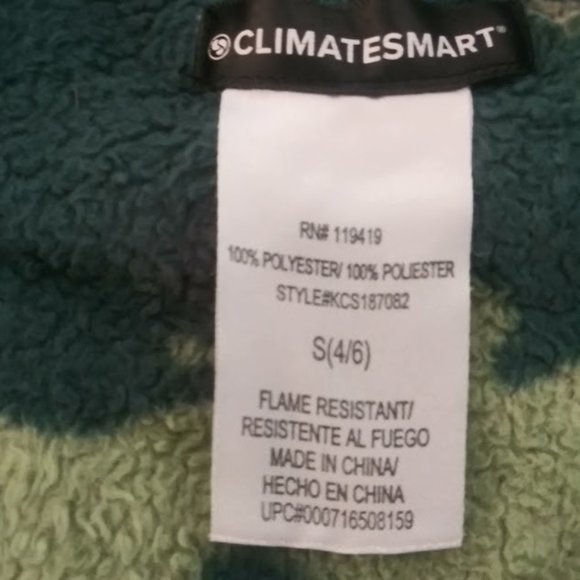 CLIMATESMART®
RN# 119419
100% POLYESTER/ 100% POLIESTER
STYLE#KCS187082
S(4/6)
FLAME RESISTANT/
RESISTENTE AL FUEGO
MADE IN CHINA/
HECHO EN CHINA
UPC#000716508159